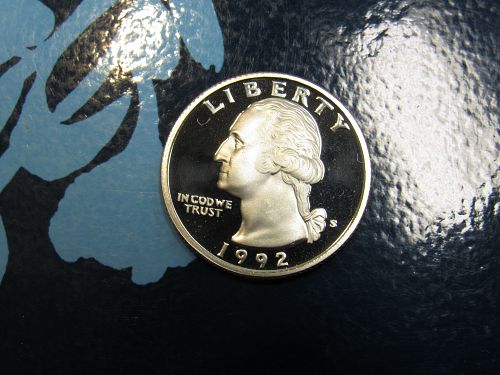 LIBERTY
IN GOD WE
TRUST
S
1992